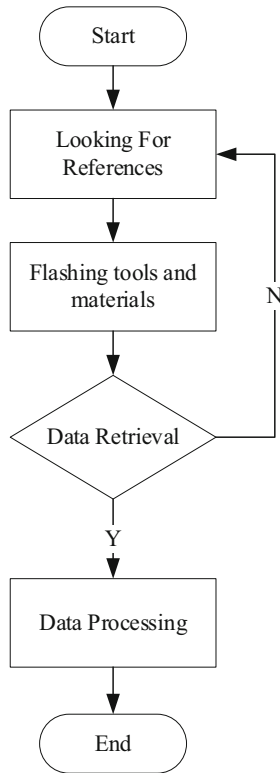 Start
Looking For
References
Flashing tools and
materials
N
Data Retrieval
Y
Data Processing
End